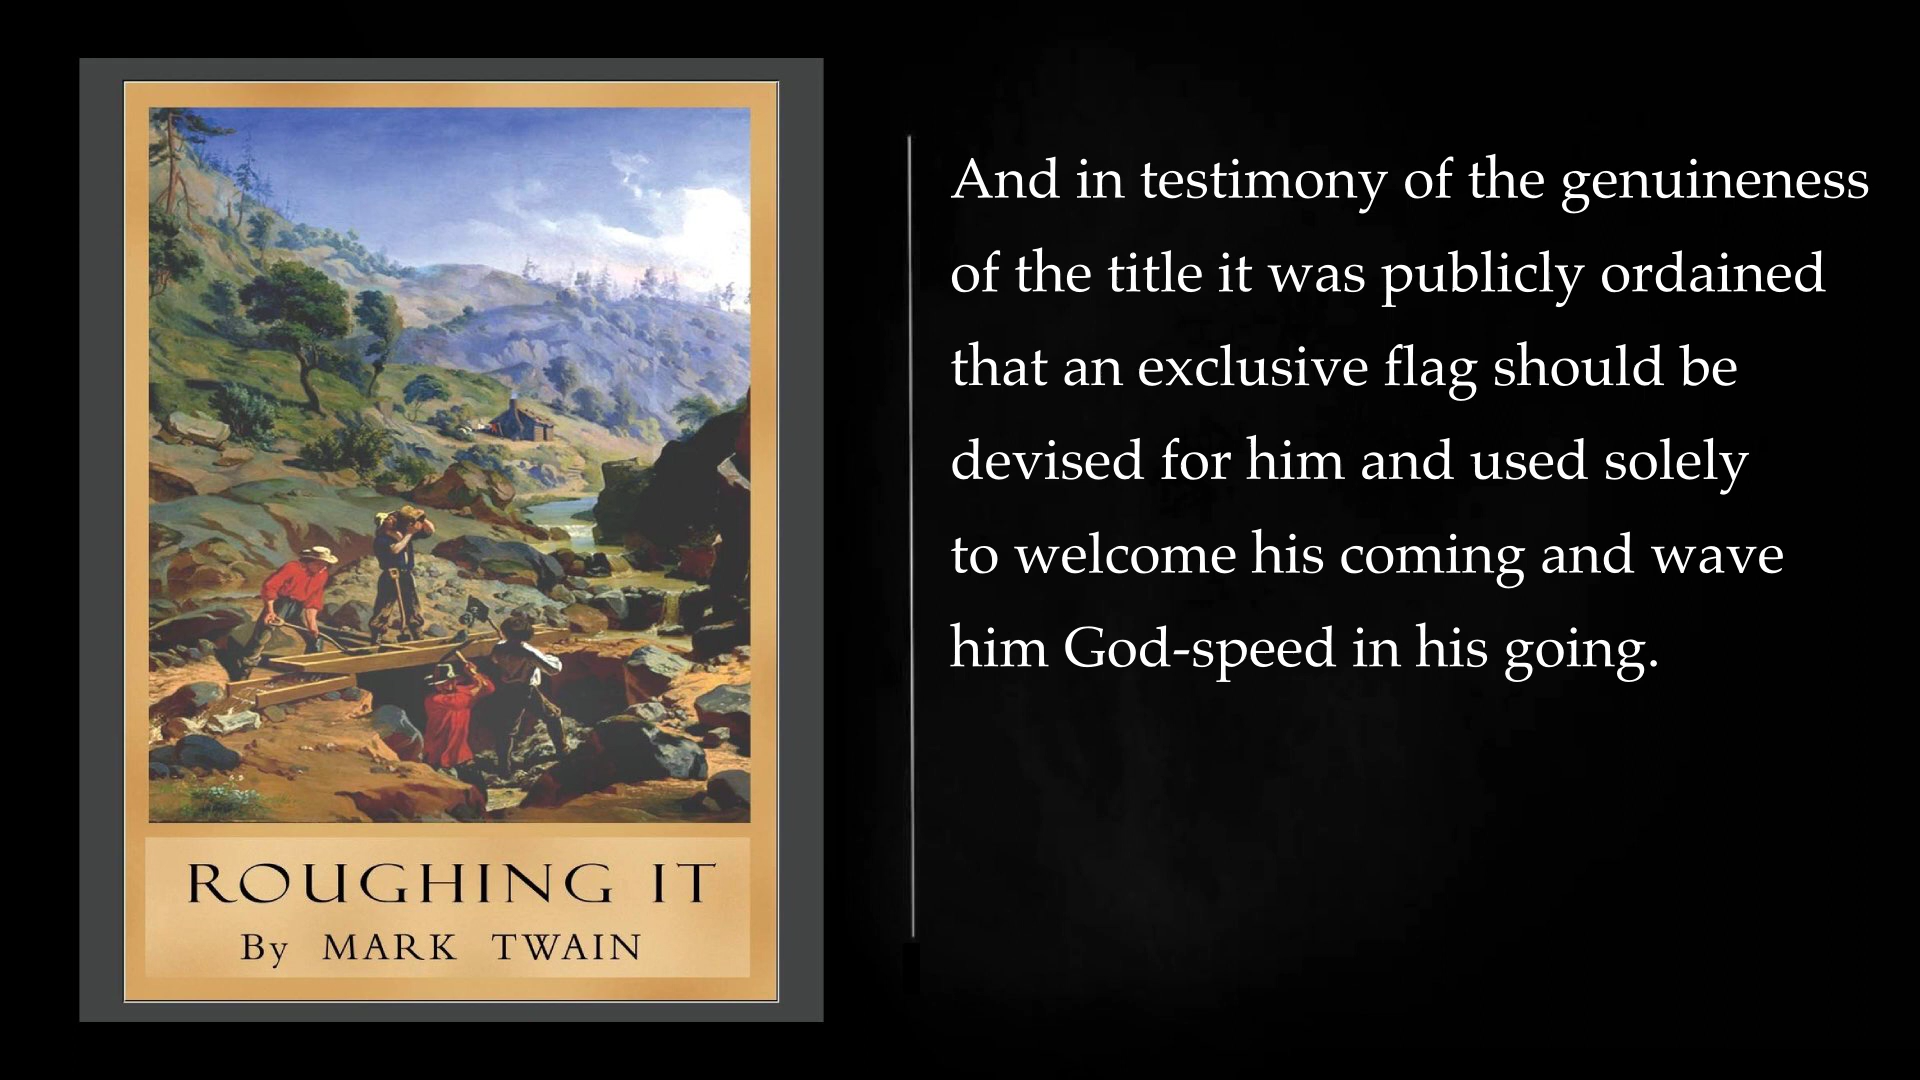 ROUGHING IT
By MARK TWAIN
And in testimony of the genuineness
of the title it was publicly ordained
that an exclusive flag should be
devised for him and used solely
to welcome his coming and wave
him God-speed in his going.